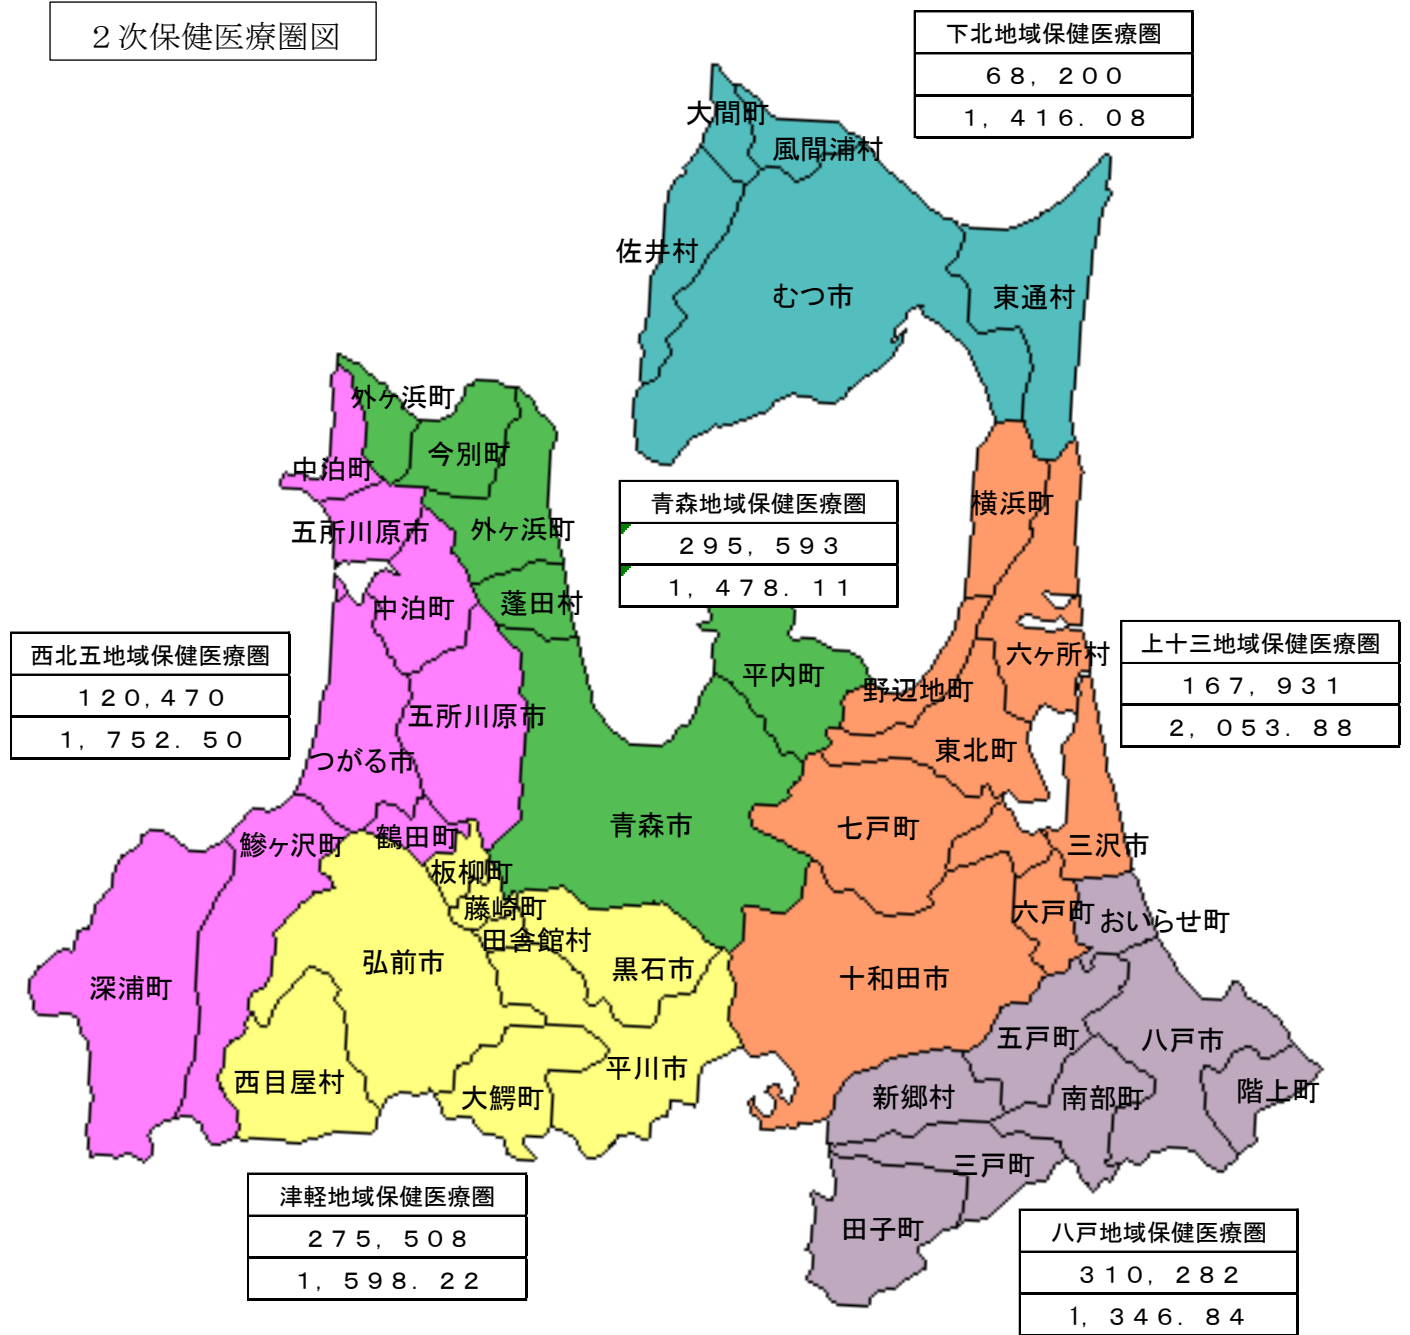 ２次保健医療圏図
下北地域保健医療圏
６８，２００
１，４１６．０８
大間町
風間浦村
佐井村
むつ市
東通村
外ヶ浜町
今別町
中泊町
五所川原市
外ヶ浜町
青森地域保健医療圏
２９５，５９３
１，４７８．１１
横浜町
中泊町
蓬田村
西北五地域保健医療圏
１２０,４７０
１，７５２．５０
平内町
野辺地町
六ヶ所村
上十三地域保健医療圏
１６７，９３１
２，０５３．８８
五所川原市
つがる市
東北町
鰺ヶ沢町
鶴田町
青森市
七戸町
三沢市
板柳町
藤崎町
田舎館村
六戸町
おいらせ町
深浦町
弘前市
黒石市
十和田市
五戸町
八戸市
西目屋村
大鰐町
平川市
新郷村
南部町
階上町
三戸町
田子町
津軽地域保健医療圏
２７５，５０８
１，５９８．２２
八戸地域保健医療圏
３１０，２８２
１，３４６．８４